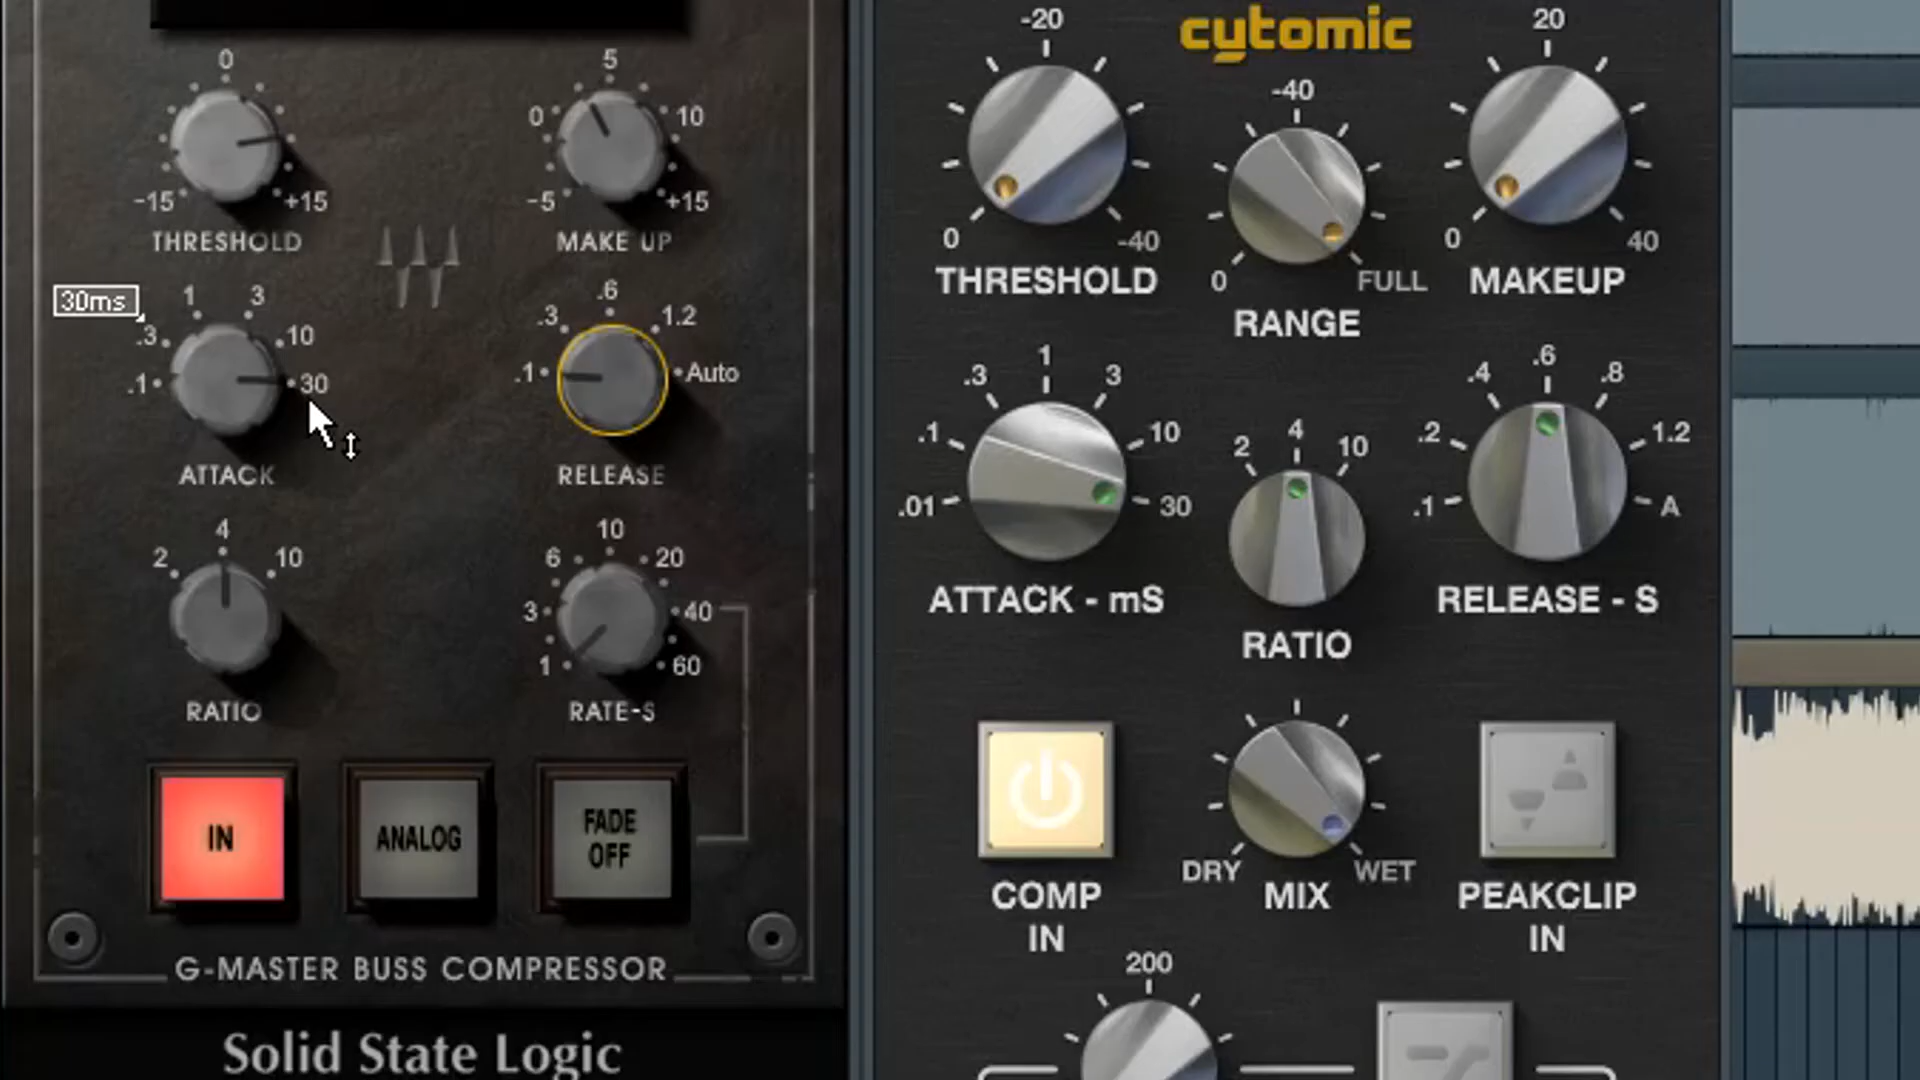 0
-15
+15
THRESHOLD
5
0
10
-5
+15
MAKE UP
30ms
1
3
.3
10
.1
30
ATTACK
.6
.3
1.2
.1
Auto
RELEASE
4
2
10
RATIO
10
6
20
3
40
1
60
RATE-S
IN
ANALOG
FADE
OFF
G-MASTER BUSS COMPRESSOR
Solid State Logic
cytomic
-20
0
-40
THRESHOLD
-40
0
FULL
RANGE
20
0
40
MAKEUP
1
.3
3
.1
10
.01
30
ATTACK - mS
4
2
10
RATIO
.6
.4
.8
.2
1.2
.1
A
RELEASE - S
COMP
IN
DRY
WET
MIX
PEAKCLIP
IN
200